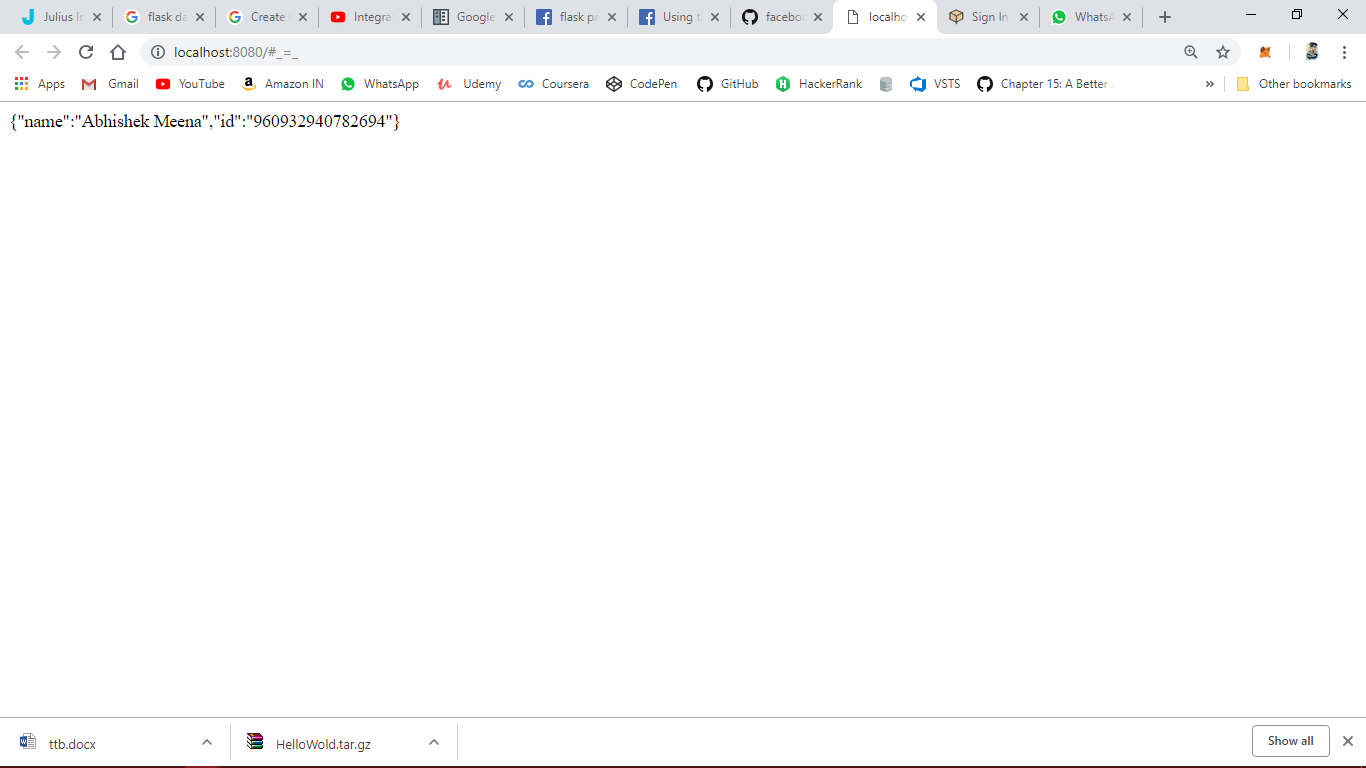 Julius In flask da Create Integra Google flask pr Using t facebo localho Sign In WhatsA
localhost:8080/#_=_
Apps Gmail YouTube Amazon IN WhatsApp Udemy Coursera CodePen GitHub HackerRank VSTS Chapter 15: A Better » Other bookmarks
{"name":"Abhishek Meena","id":"960932940782694"}
ttb.docx HelloWold.tar.gz Show all